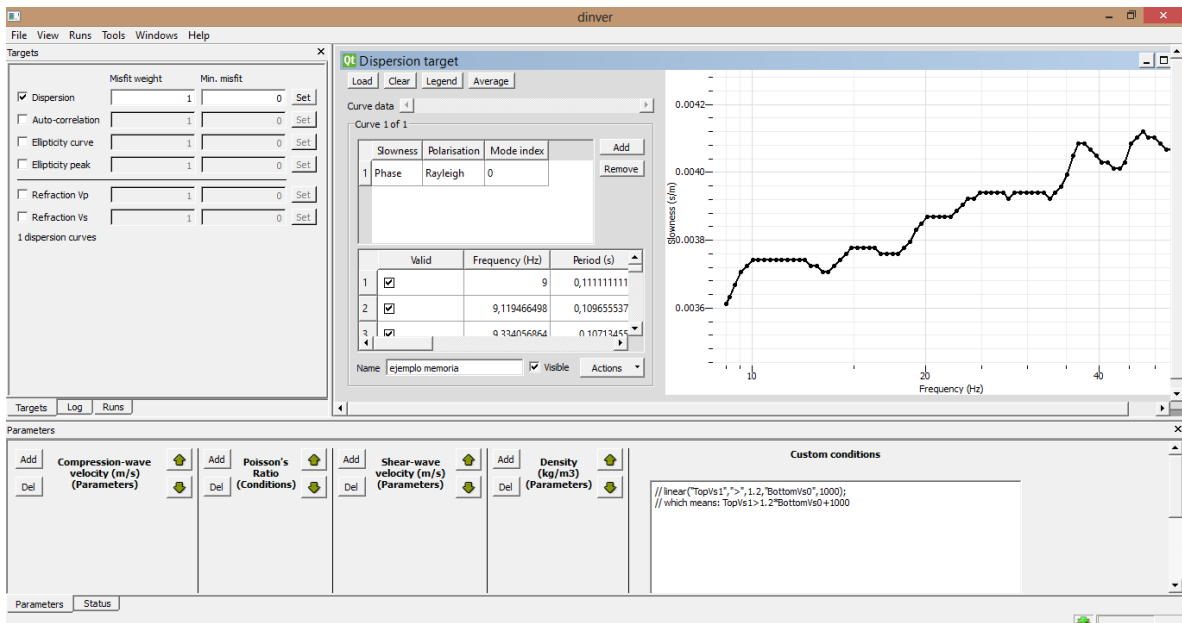 dinver
File View Runs Tools Windows Help
Targets
Misfit weight Min. misfit
Dispersion 1 0 Set
Auto-correlation 1 0 Set
Ellipticity curve 1 0 Set
Ellipticity peak 1 0 Set
Refraction Vp 1 0 Set
Refraction Vs 1 0 Set
1 dispersion curves
Targets Log Runs
Qt Dispersion target
Load Clear Legend Average
Curve data
Curve 1 of 1
Slowness Polarisation Mode index
1 Phase Rayleigh 0
Add
Remove
Valid Frequency (Hz) Period (s)
1 9 0,111111111
2 9,119466498 0,109655537
3 9,334056864 0,10713455
Name ejemplo memoria Visible Actions
Slowness (s/m)
0.0042
0.0040
0.0038
0.0036
10 20 40
Frequency (Hz)
Parameters
Add Del Compression-wave
velocity (m/s)
(Parameters)
Add Del Poisson's
Ratio
(Conditions)
Add Del Shear-wave
velocity (m/s)
(Parameters)
Add Del Density
(kg/m3)
(Parameters)
Custom conditions
// linear("TopVs1",">",1.2,"BottomVs0",1000);
// which means: TopVs1>1.2*BottomVs0+1000
Parameters Status